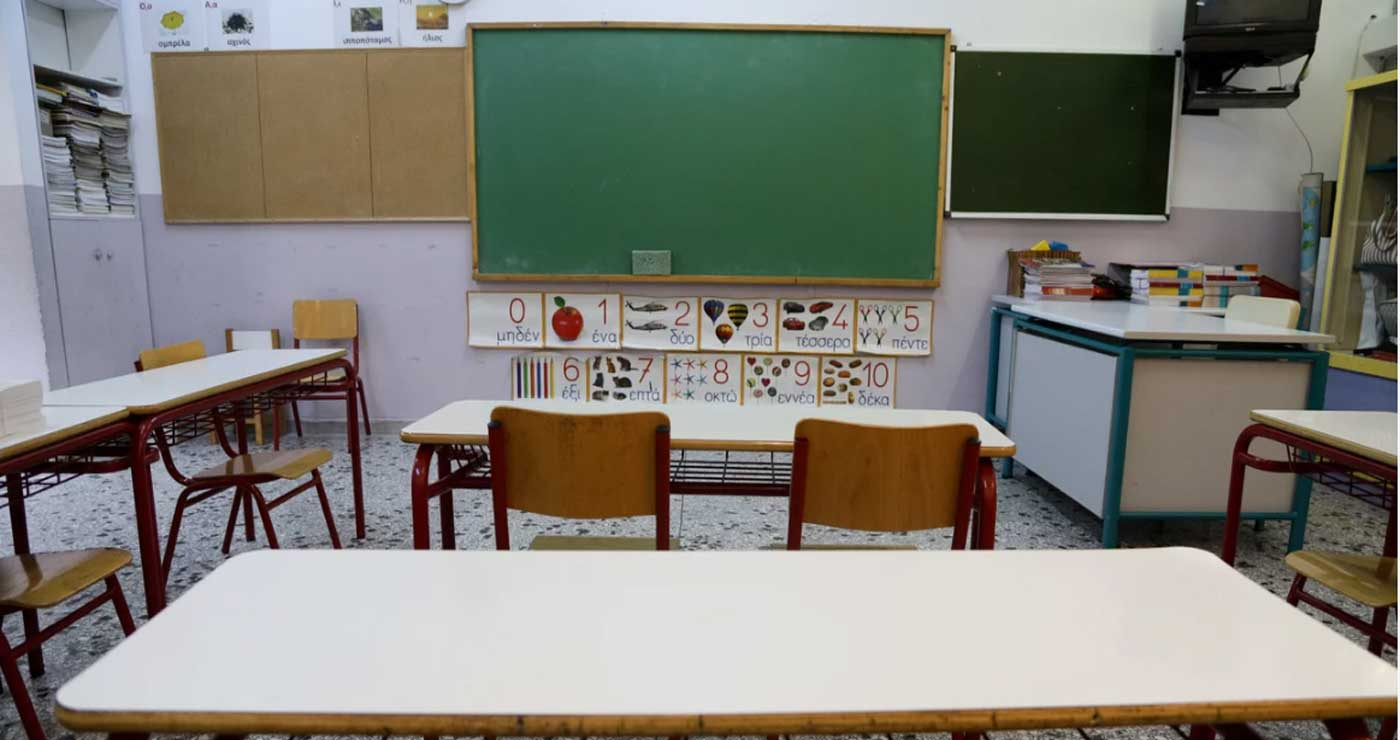 Ο,ο
Α,α
Ι,ι
ομπρέλα
αχινός
ιπποπόταμος
ήλιος
0 μηδέν
1 ένα
2 δύο
3 τρία
4 τέσσερα
5 πέντε
6 έξι
7 επτά
8 οκτώ
9 εννέα
10 δέκα